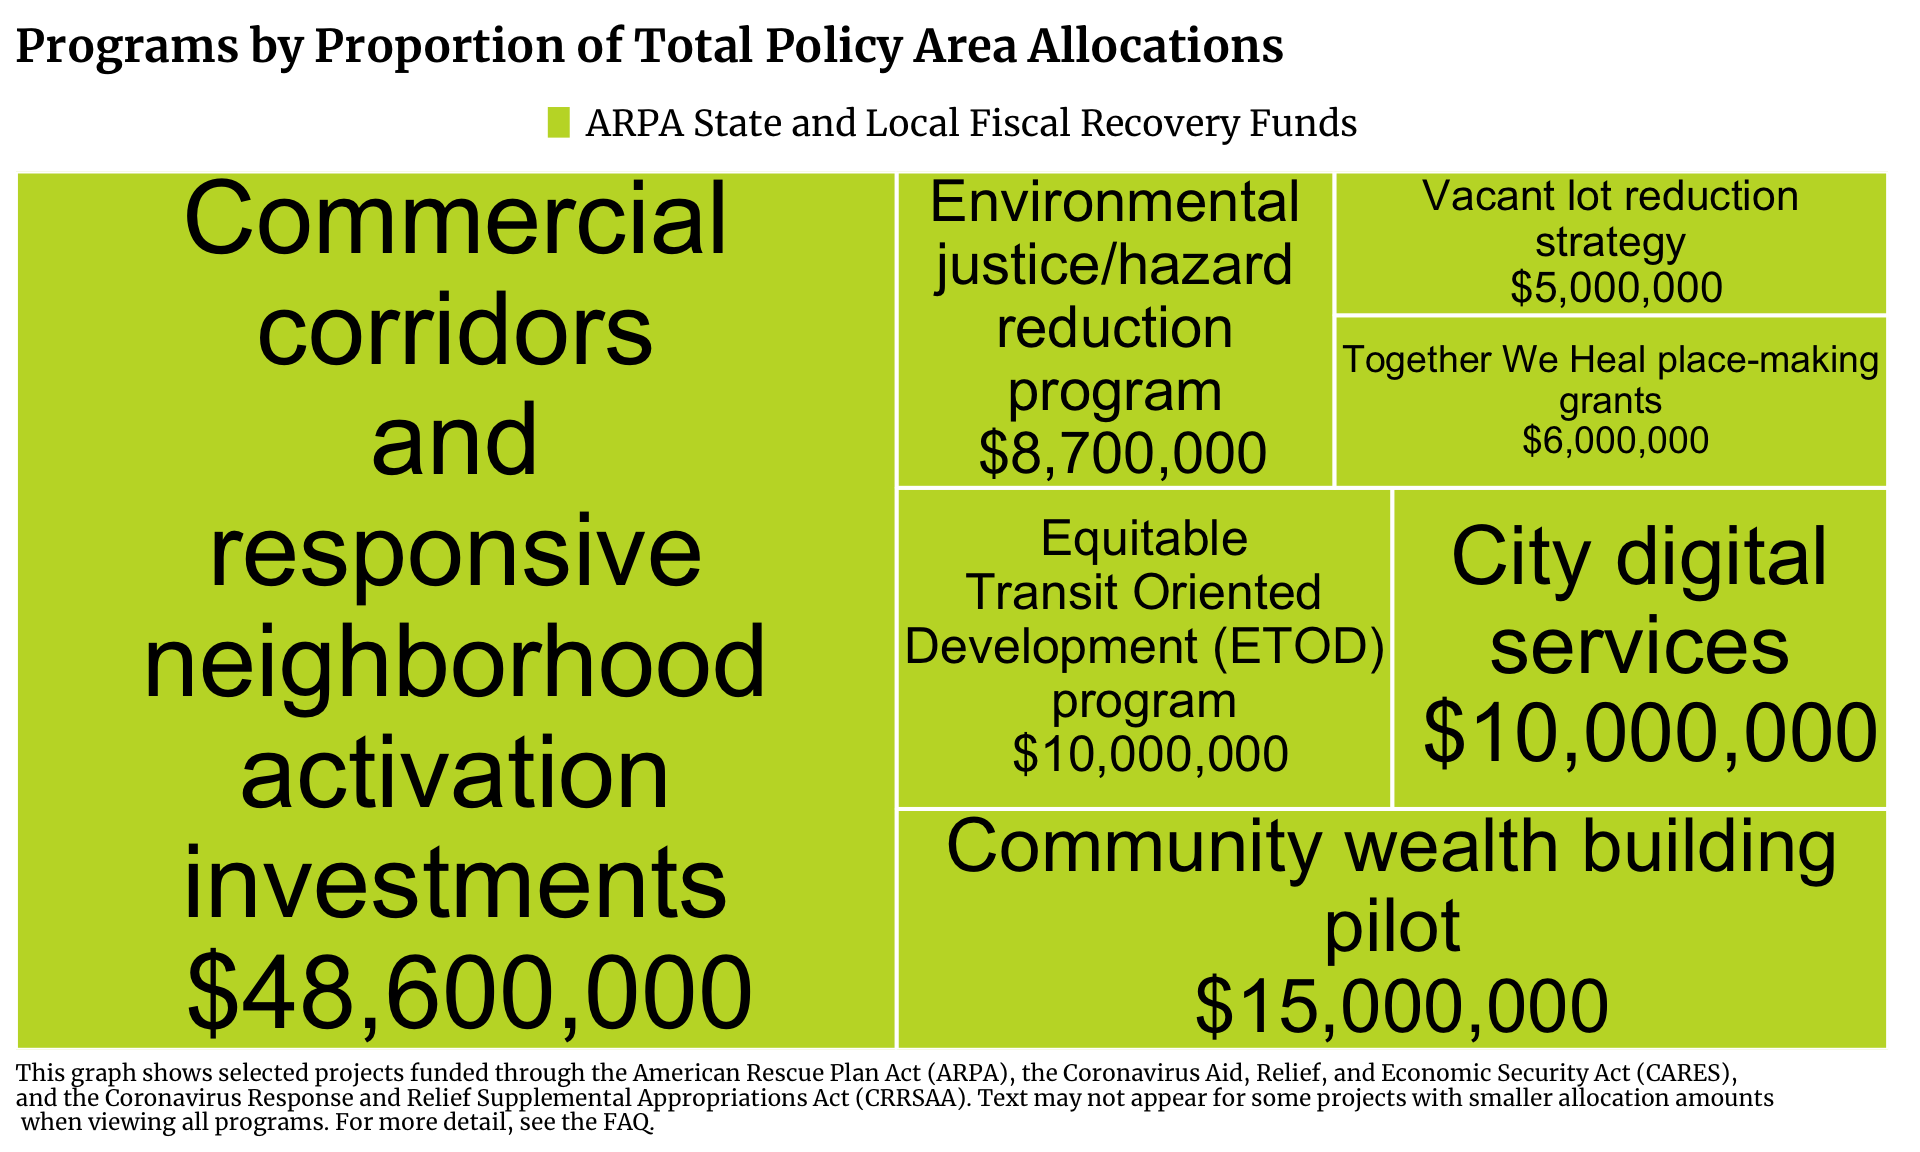 Programs by Proportion of Total Policy Area Allocations
ARPA State and Local Fiscal Recovery Funds
Commercial
corridors
and
responsive
neighborhood
activation
investments
$48,600,000
Environmental
justice/hazard
reduction
program
$8,700,000
Vacant lot reduction
strategy
$5,000,000
Together We Heal place-making
grants
$6,000,000
Equitable
Transit Oriented
Development (ETOD)
program
$10,000,000
City digital
services
$10,000,000
Community wealth building
pilot
$15,000,000
This graph shows selected projects funded through the American Rescue Plan Act (ARPA), the Coronavirus Aid, Relief, and Economic Security Act (CARES),
and the Coronavirus Response and Relief Supplemental Appropriations Act (CRRSAA). Text may not appear for some projects with smaller allocation amounts
when viewing all programs. For more detail, see the FAQ.